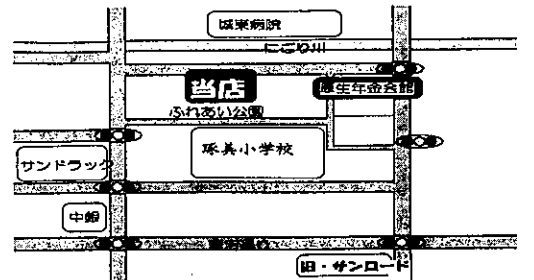 城東病院
にごり川
当店
厚生年金会館
ふれあい公園
琢美小学校
サンドラック
中銀
旧・サンロード